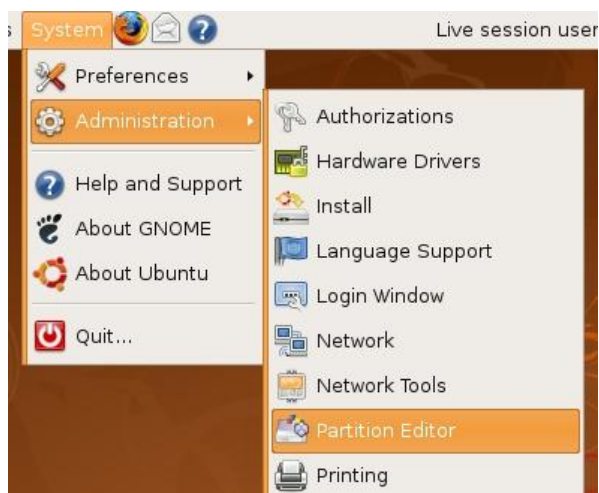 System
Live session user
Preferences
Administration
Help and Support
About GNOME
About Ubuntu
Quit...
Authorizations
Hardware Drivers
Install
Language Support
Login Window
Network
Network Tools
Partition Editor
Printing